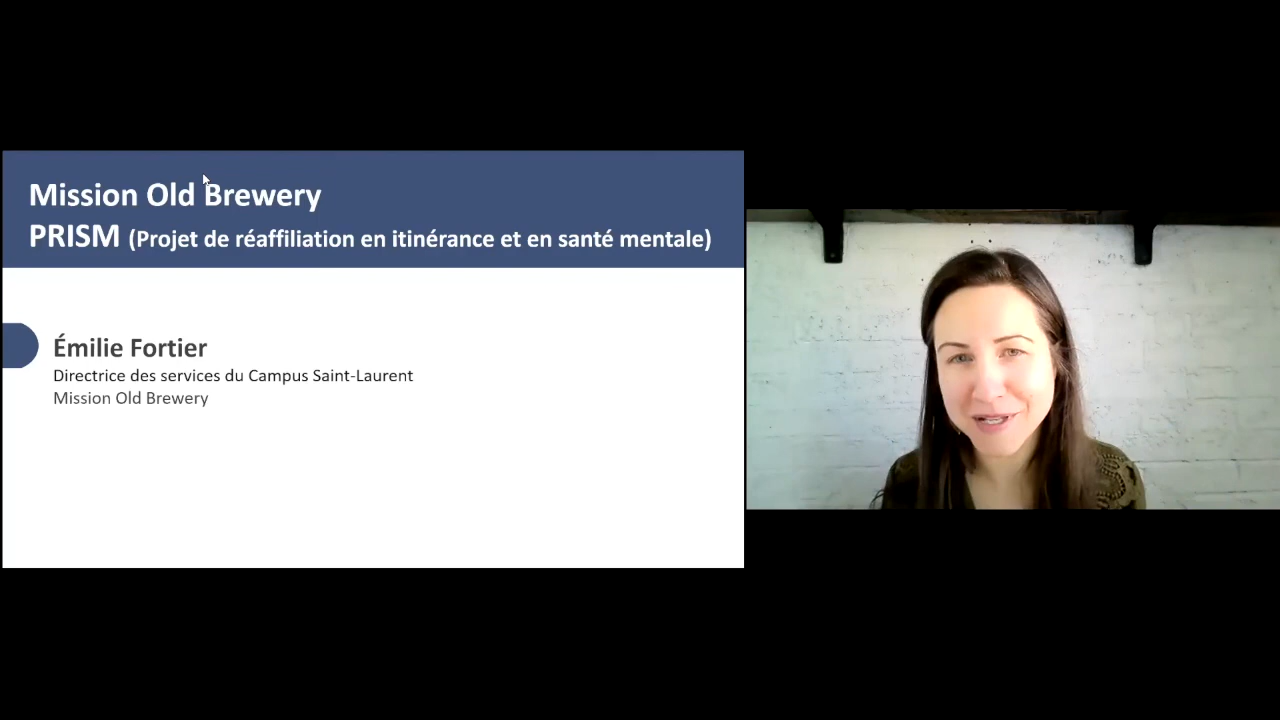 Mission Old Brewery
PRISM (Projet de réaffiliation en itinérance et en santé mentale)
Émilie Fortier
Directrice des services du Campus Saint-Laurent
Mission Old Brewery